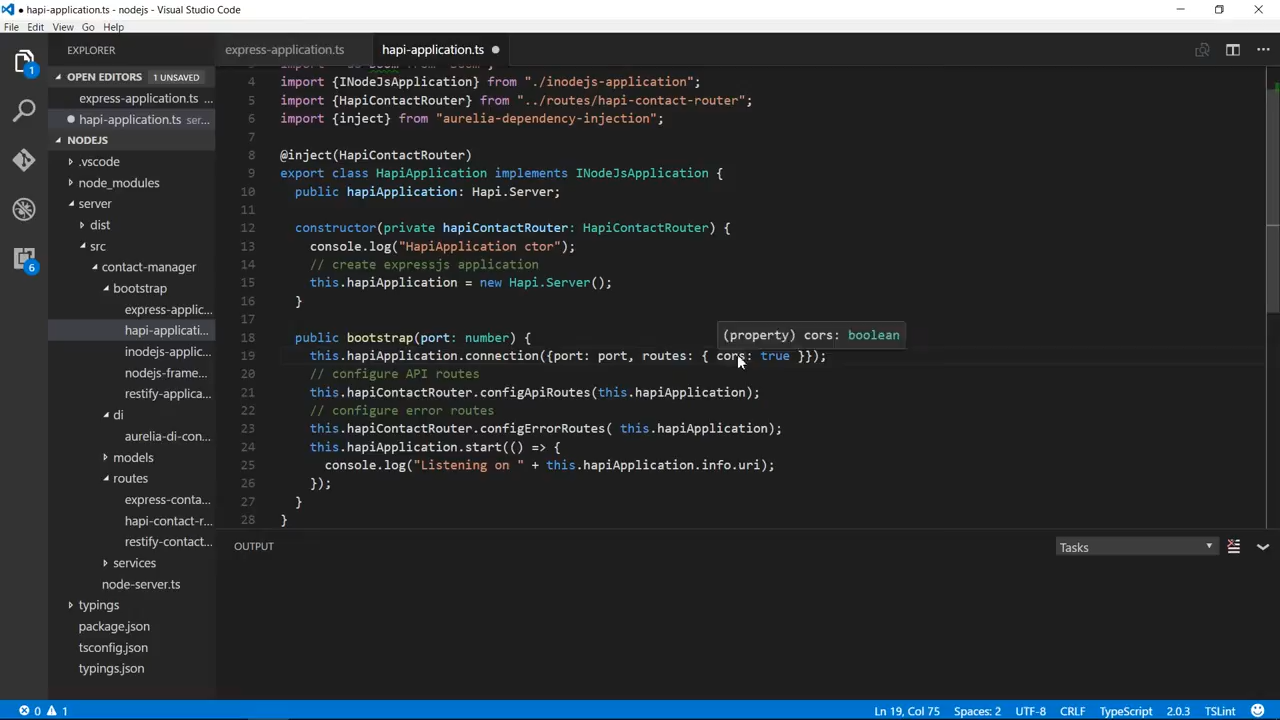 ● hapi-application.ts - nodejs - Visual Studio Code
File Edit View Go Help
EXPLORER
OPEN EDITORS 1 UNSAVED
express-application.ts ...
hapi-application.ts ser...
NODEJS
.vscode
node_modules
server
dist
src
contact-manager
bootstrap
express-applic...
hapi-applicati...
inodejs-applic...
nodejs-frame...
restify-applica...
di
aurelia-di-con...
models
routes
express-conta...
hapi-contact-r...
restify-contact...
services
node-server.ts
typings
package.json
tsconfig.json
typings.json
1
6
express-application.ts hapi-application.ts
4 import {INodeJsApplication} from "./inodejs-application";
5 import {HapiContactRouter} from "../routes/hapi-contact-router";
6 import {inject} from "aurelia-dependency-injection";
7
8 @inject(HapiContactRouter)
9 export class HapiApplication implements INodeJsApplication {
10 public hapiApplication: Hapi.Server;
11
12 constructor(private hapiContactRouter: HapiContactRouter) {
13 console.log("HapiApplication ctor");
14 // create expressjs application
15 this.hapiApplication = new Hapi.Server();
16 }
17
18 public bootstrap(port: number) {
(property) cors: boolean
19 this.hapiApplication.connection({port: port, routes: { cors: true }});
20 // configure API routes
21 this.hapiContactRouter.configApiRoutes(this.hapiApplication);
22 // configure error routes
23 this.hapiContactRouter.configErrorRoutes( this.hapiApplication);
24 this.hapiApplication.start(() => {
25 console.log("Listening on " + this.hapiApplication.info.uri);
26 });
27 }
28 }
OUTPUT
Tasks
0 1
Ln 19, Col 75 Spaces: 2 UTF-8 CRLF TypeScript 2.0.3 TSLint